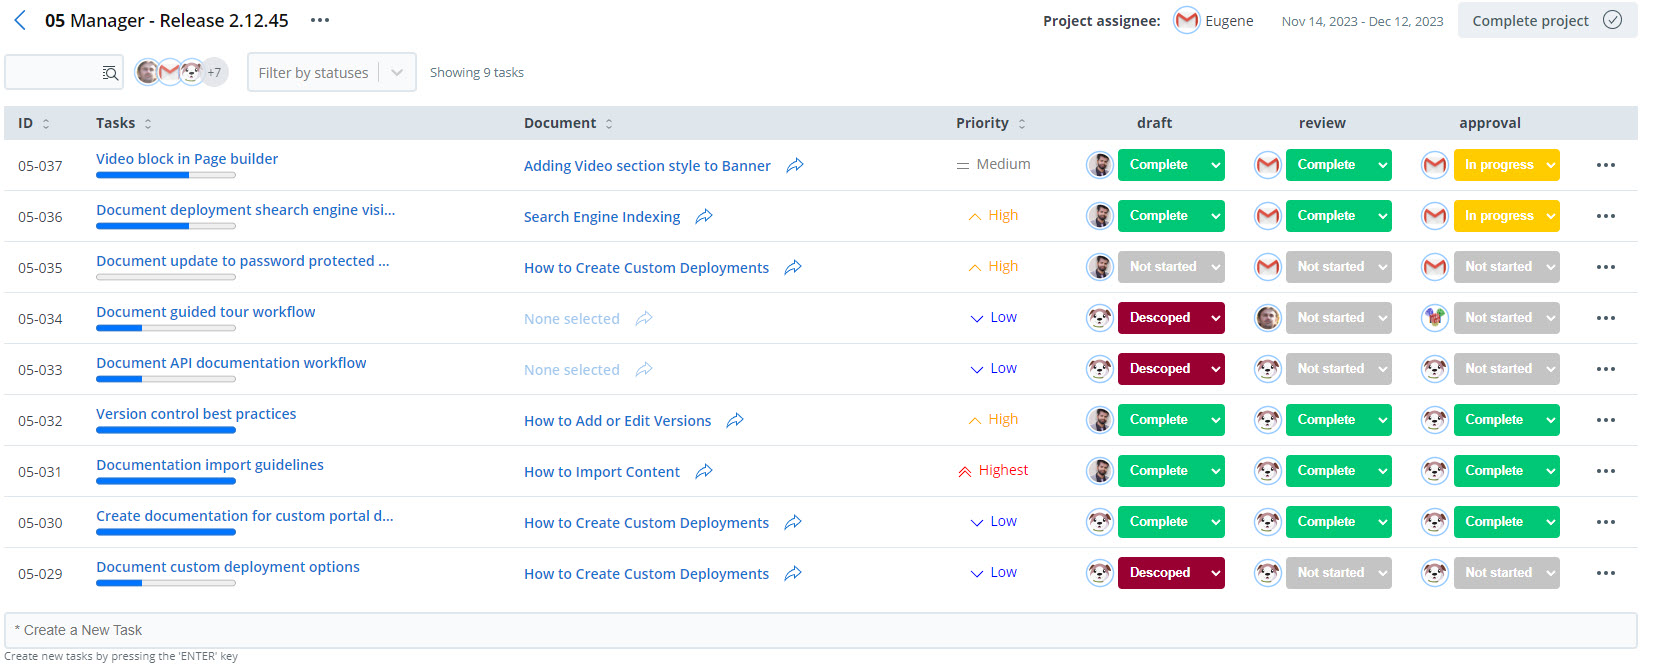 05 Manager - Release 2.12.45 ••• Project assignee: Eugene Nov 14, 2023 - Dec 12, 2023 Complete project
+7 Filter by statuses Showing 9 tasks
ID Tasks Document Priority draft review approval
05-037 Video block in Page builder Adding Video section style to Banner Medium Complete Complete In progress •••
05-036 Document deployment shearch engine visi... Search Engine Indexing High Complete Complete In progress •••
05-035 Document update to password protected ... How to Create Custom Deployments High Not started Not started Not started •••
05-034 Document guided tour workflow None selected Low Descoped Not started Not started •••
05-033 Document API documentation workflow None selected Low Descoped Not started Not started •••
05-032 Version control best practices How to Add or Edit Versions High Complete Complete Complete •••
05-031 Documentation import guidelines How to Import Content Highest Complete Complete Complete •••
05-030 Create documentation for custom portal d... How to Create Custom Deployments Low Complete Complete Complete •••
05-029 Document custom deployment options How to Create Custom Deployments Low Descoped Not started Not started •••
* Create a New Task
Create new tasks by pressing the 'ENTER' key